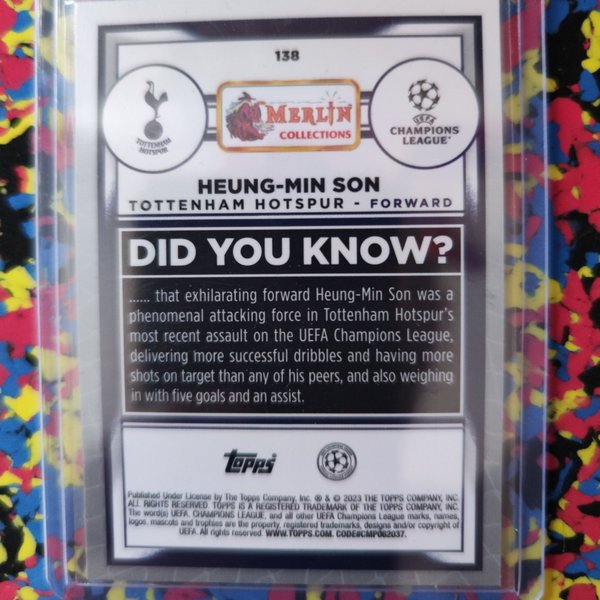 138
TOTTENHAM
HOTSPUR
MERLIN
COLLECTIONS
UEFA
CHAMPIONS
LEAGUE®
HEUNG-MIN SON
TOTTENHAM HOTSPUR - FORWARD
DID YOU KNOW?
...... that exhilarating forward Heung-Min Son was a
phenomenal attacking force in Tottenham Hotspur's
most recent assault on the UEFA Champions League,
delivering more successful dribbles and having more
shots on target than any of his peers, and also weighing
in with five goals and an assist.
Topps
Published Under License by The Topps Company, Inc. ® & © 2023 THE TOPPS COMPANY, INC.
ALL RIGHTS RESERVED. TOPPS IS A REGISTERED TRADEMARK OF THE TOPPS COMPANY, INC.
The word(s) UEFA, CHAMPIONS LEAGUE, and all other UEFA Champions League marks, names,
logos, mascots and trophies are the property, registered trademarks, designs and/or copyright of
UEFA. All rights reserved. WWW.TOPPS.COM. CODE#CMP082037.